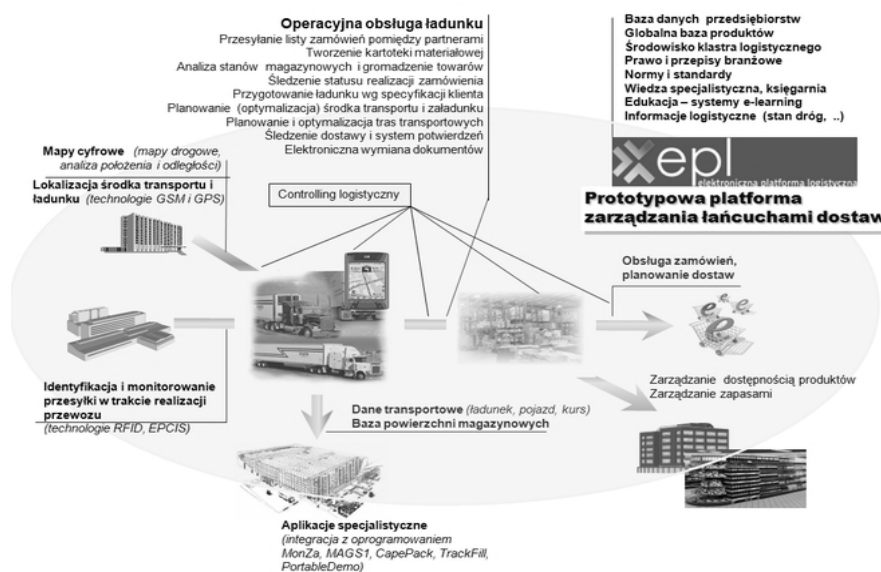 Operacyjna obsługa ładunku
Przesyłanie listy zamówień pomiędzy partnerami
Tworzenie kartoteki materiałowej
Analiza stanów magazynowych i gromadzenie towarów
Śledzenie statusu realizacji zamówienia
Przygotowanie ładunku wg specyfikacji klienta
Planowanie (optymalizacja) środka transportu i załadunku
Planowanie i optymalizacja tras transportowych
Śledzenie dostawy i system potwierdzeń
Elektroniczna wymiana dokumentów
Baza danych przedsiębiorstw
Globalna baza produktów
Środowisko klastra logistycznego
Prawo i przepisy branżowe
Normy i standardy
Wiedza specjalistyczna, księgarnia
Edukacja – systemy e-learning
Informacje logistyczne (stan dróg, ..)
epl
elektroniczna platforma logistyczna
Prototypowa platforma
zarządzania łańcuchami dostaw
Mapy cyfrowe (mapy drogowe,
analiza położenia i odległości)
Lokalizacja środka transportu i
ładunku (technologie GSM i GPS)
Controlling logistyczny
Obsługa zamówień,
planowanie dostaw
Identyfikacja i monitorowanie
przesyłki w trakcie realizacji
przewozu
(technologie RFID, EPCIS)
Dane transportowe (ładunek, pojazd, kurs)
Baza powierzchni magazynowych
Zarządzanie dostępnością produktów
Zarządzanie zapasami
Aplikacje specjalistyczne
(integracja z oprogramowaniem
MonZa, MAGS1, CapePack, TrackFill,
PortableDemo)